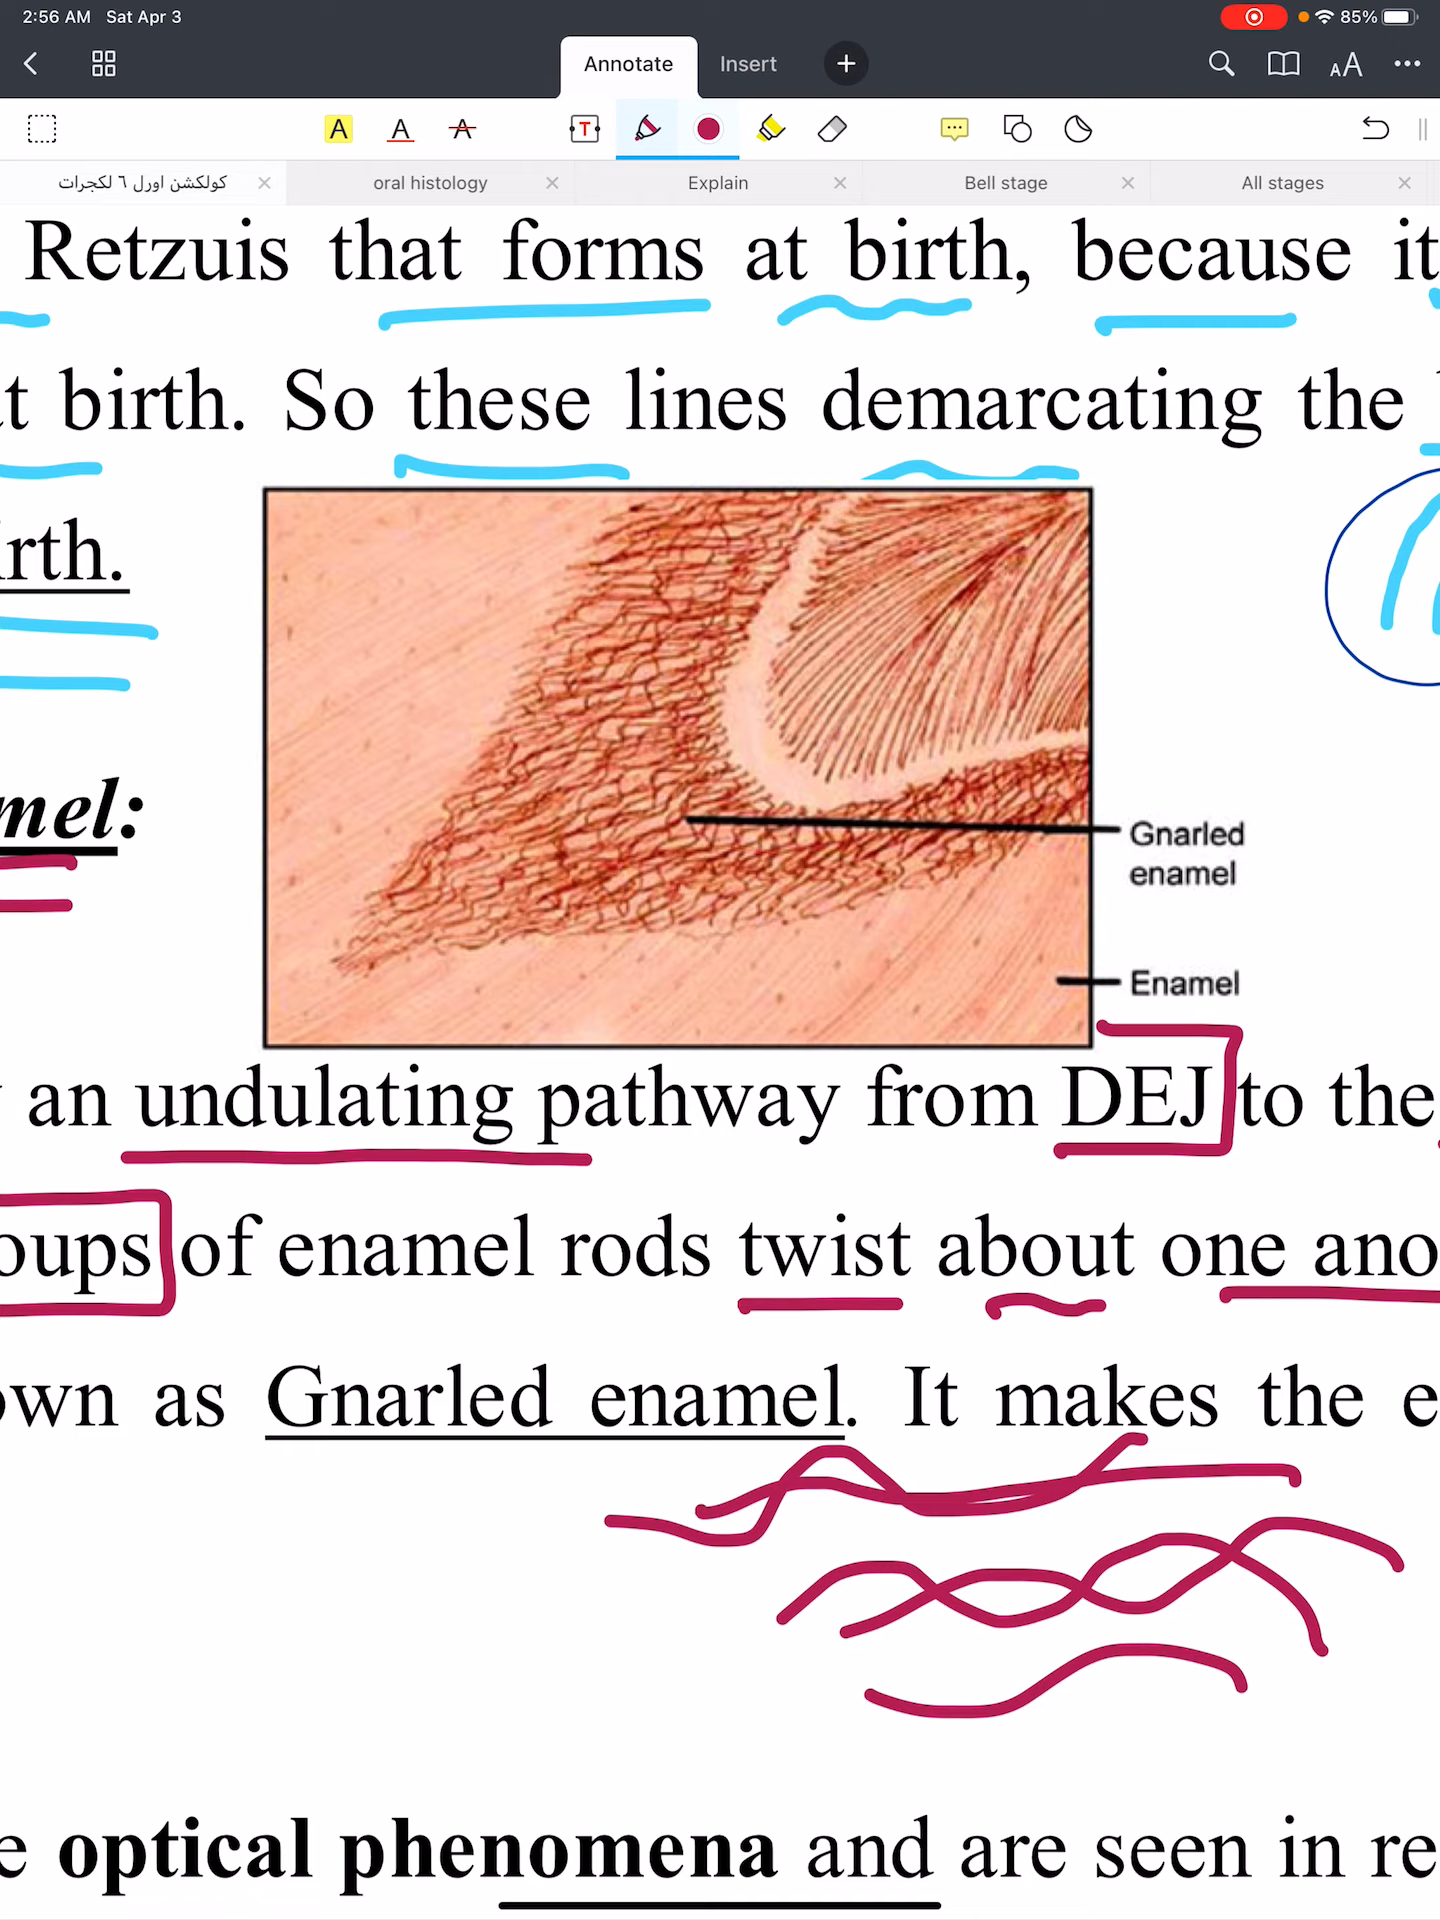 2:56 AM Sat Apr 3 85%
Annotate Insert
كولكشن اورل ٦ لكجرات oral histology Explain Bell stage All stages
Retzuis that forms at birth, because it
t birth. So these lines demarcating the
irth.
mel:
Gnarled
enamel
Enamel
an undulating pathway from DEJ to the
oups of enamel rods twist about one ano
own as Gnarled enamel. It makes the e
e optical phenomena and are seen in re